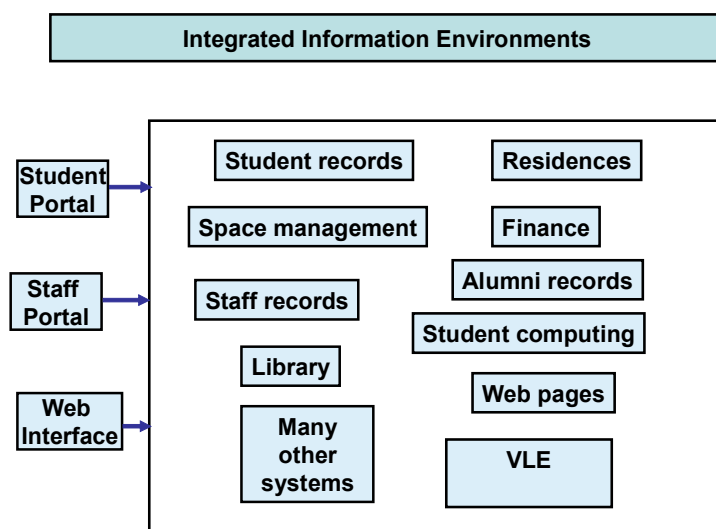 Integrated Information Environments
Student
Portal
Staff
Portal
Web
Interface
Student records
Residences
Space management
Finance
Alumni records
Staff records
Student computing
Library
Web pages
Many
other
systems
VLE